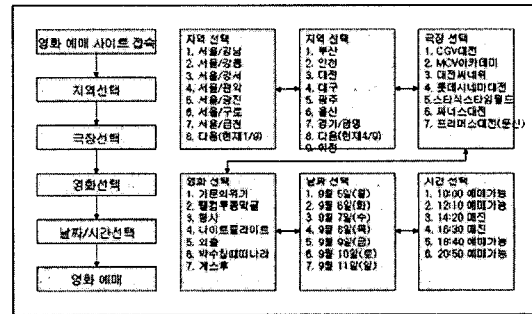 영화 예매 사이트 접속
지역선택
극장선택
영화선택
날짜/시간선택
영화 예매
지역 선택
1. 서울/강남
2. 서울/강동
3. 서울/강서
4. 서울/관악
5. 서울/광진
6. 서울/구로
7. 서울/금천
8. 다음(현재1/9)
지역 선택
1. 부산
2. 인천
3. 대전
4. 대구
5. 광주
6. 울산
7. 경기/광명
8. 다음(현재4/9)
9. 이전
극장 선택
1. CGV대전
2. MCV아카데미
3. 대전씨네위
4. 롯데시네마대전
5. 스타식스타임월드
6. 씨너스대전
7. 프리머스대전(둔산)
영화 선택
1. 가문의위기
2. 웰컴투동막골
3. 형사
4. 나이트플라이트
5. 외출
6. 박수칠때떠나라
7. 게스후
날짜 선택
1. 9월 5일(월)
2. 9월 6일(화)
3. 9월 7일(수)
4. 9월 8일(목)
5. 9월 9일(금)
6. 9월 10일(토)
7. 9월 11일(일)
시간 선택
1. 10:00 예매가능
2. 12:10 예매가능
3. 14:20 매진
4. 16:30 매진
5. 18:40 예매가능
6. 20:50 예매가능